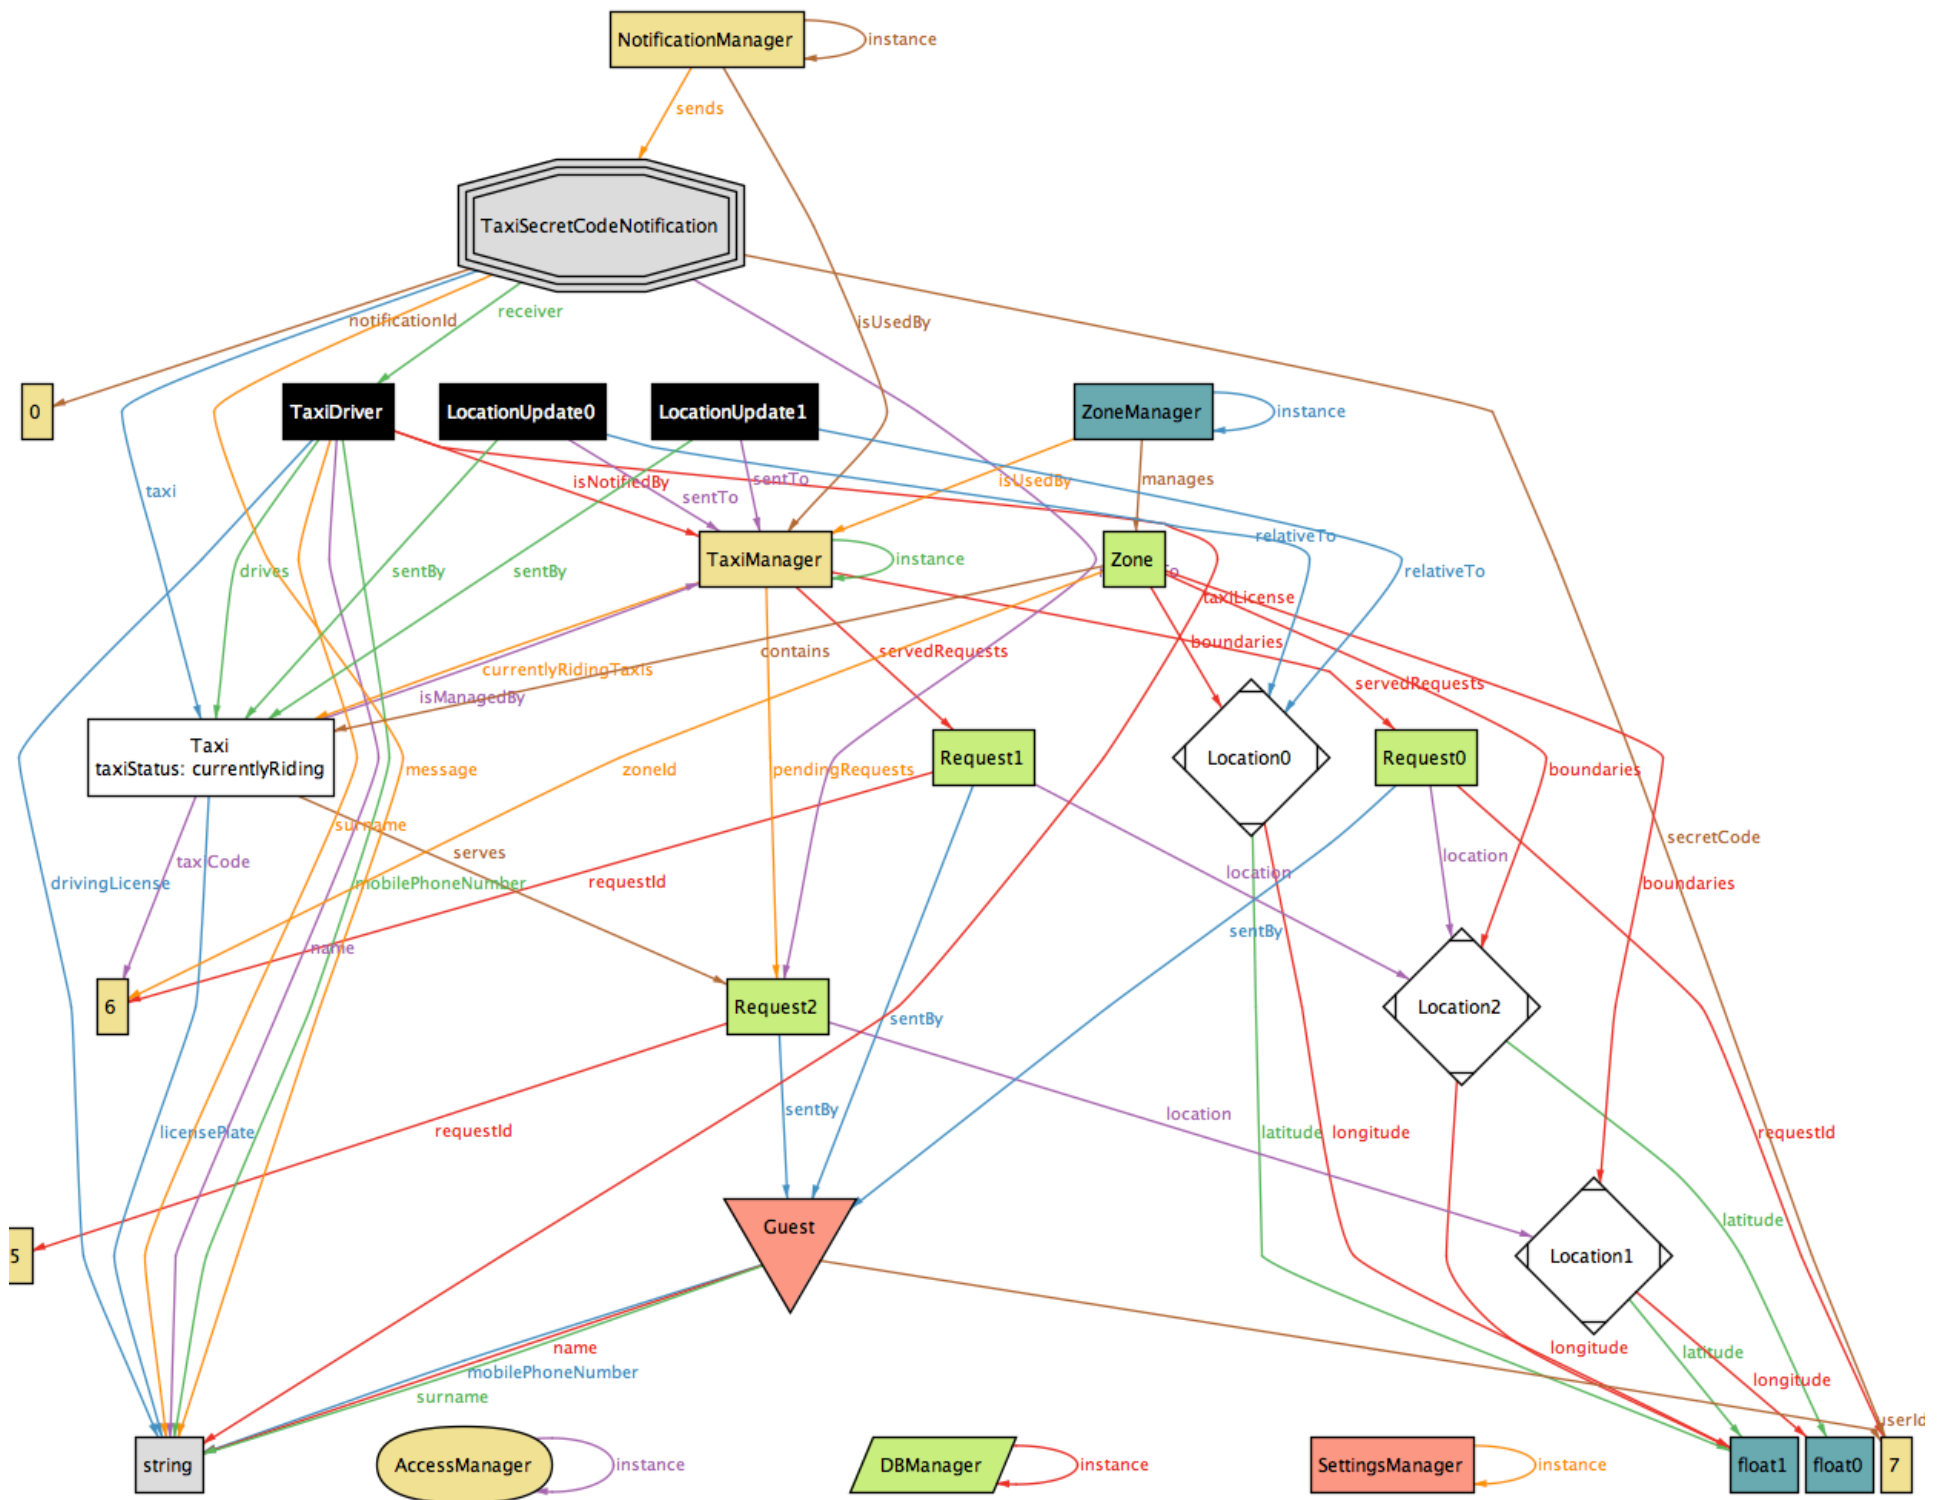 NotificationManager
instance
sends
TaxiSecretCodeNotification
receiver
notificationId
isUsedBy
0
TaxiDriver
LocationUpdate0
LocationUpdate1
ZoneManager
instance
taxi
isNotifiedBy
sentTo
sentTo
isUsedBy
manages
relativeTo
TaxiManager
instance
Zone
drives
sentBy
sentBy
relativeTo
taxiLicense
boundaries
contains
servedRequests
currentlyRidingTaxis
isManagedBy
servedRequests
Taxi
taxiStatus: currentlyRiding
Request1
Location0
Request0
message
zoneId
pendingRequests
boundaries
surname
secretCode
serves
taxiCode
location
location
drivingLicense
mobilePhoneNumber
requestId
boundaries
sentBy
name
6
Request2
Location2
sentBy
sentBy
location
licensePlate
requestId
latitude
longitude
requestId
latitude
Guest
5
Location1
name
longitude
latitude
mobilePhoneNumber
longitude
surname
userId
string
AccessManager
instance
DBManager
instance
SettingsManager
instance
float1
float0
7